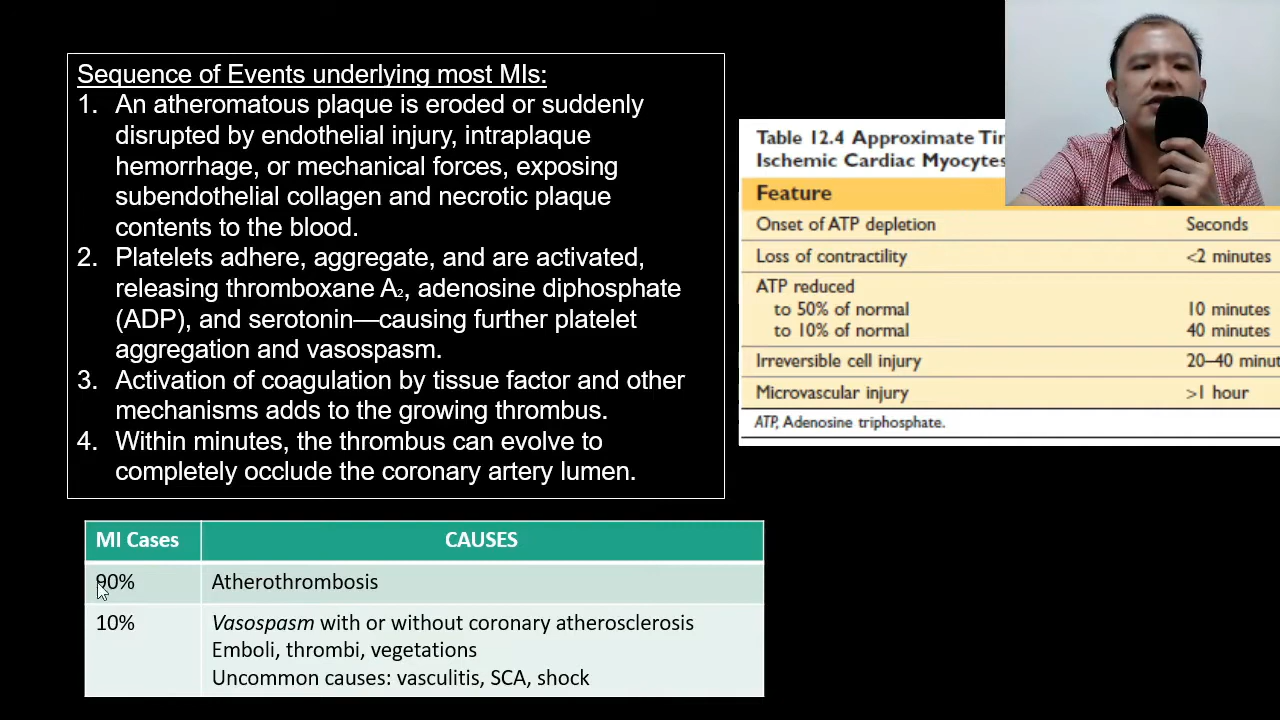 Sequence of Events underlying most MIs:
1. An atheromatous plaque is eroded or suddenly
disrupted by endothelial injury, intraplaque
hemorrhage, or mechanical forces, exposing
subendothelial collagen and necrotic plaque
contents to the blood.
2. Platelets adhere, aggregate, and are activated,
releasing thromboxane A₂, adenosine diphosphate
(ADP), and serotonin—causing further platelet
aggregation and vasospasm.
3. Activation of coagulation by tissue factor and other
mechanisms adds to the growing thrombus.
4. Within minutes, the thrombus can evolve to
completely occlude the coronary artery lumen.
Table 12.4 Approximate
Ischemic Cardiac Myocytes
Feature
Onset of ATP depletion Seconds
Loss of contractility <2 minutes
ATP reduced
to 50% of normal 10 minutes
to 10% of normal 40 minutes
Irreversible cell injury 20–40
Microvascular injury >1 hour
ATP, Adenosine triphosphate.
MI Cases CAUSES
90% Atherothrombosis
10% Vasospasm with or without coronary atherosclerosis
Emboli, thrombi, vegetations
Uncommon causes: vasculitis, SCA, shock